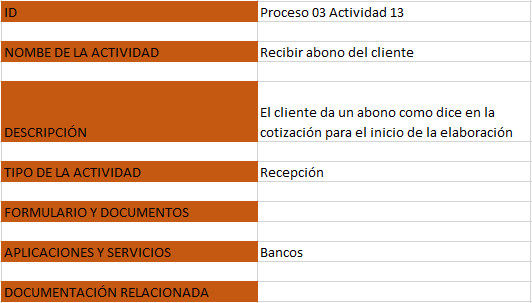 ID Proceso 03 Actividad 13
NOMBE DE LA ACTIVIDAD Recibir abono del cliente
El cliente da un abono como dice en la
DESCRIPCIÓN cotización para el inicio de la elaboración
TIPO DE LA ACTIVIDAD Recepción
FORMULARIO Y DOCUMENTOS
APLICACIONES Y SERVICIOS Bancos
DOCUMENTACIÓN RELACIONADA